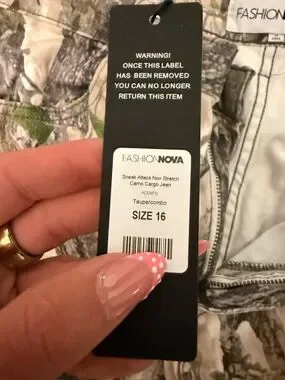 FASHION
WARNING!
ONCE THIS LABEL
HAS BEEN REMOVED
YOU CAN NO LONGER
RETURN THIS ITEM
FASHIONNOVA
Sneak Attack Non Stretch
Camo Cargo Jean
Taupe/combo
SIZE 16